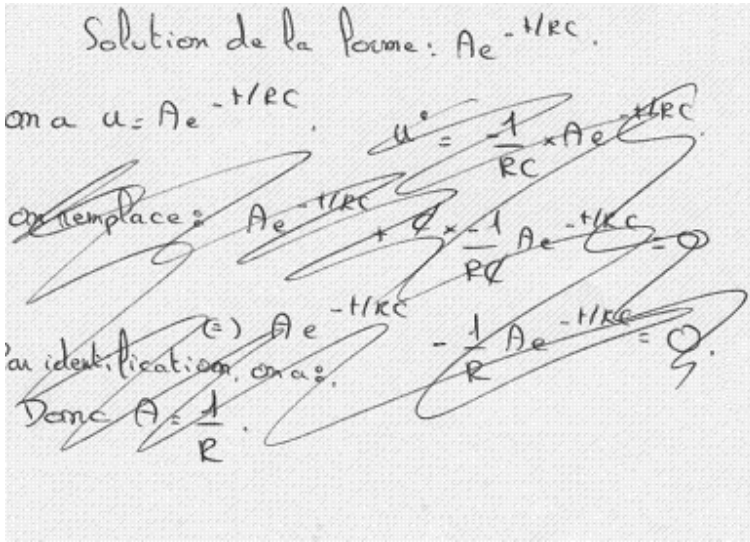 Solution de la forme : Ae^-t/RC.
on a u = Ae^-t/RC. u' = -1/RC × Ae^-t/RC.
on remplace : Ae^-t/RC + C × -1/RC Ae^-t/RC = 0
(=) Ae^-t/RC - 1/R Ae^-t/RC = 0.
Par identification, on a :
Donc A = 1/R.